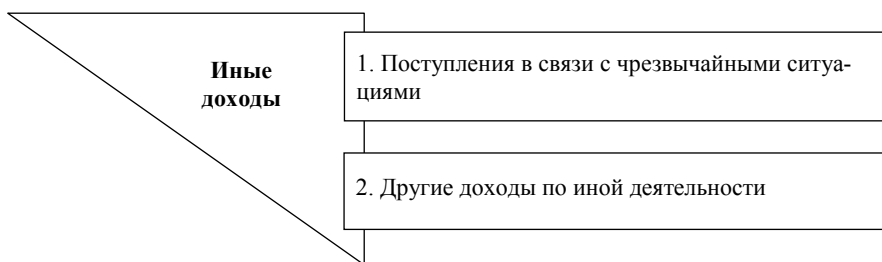 Иные
доходы
1. Поступления в связи с чрезвычайными ситуа-
циями
2. Другие доходы по иной деятельности